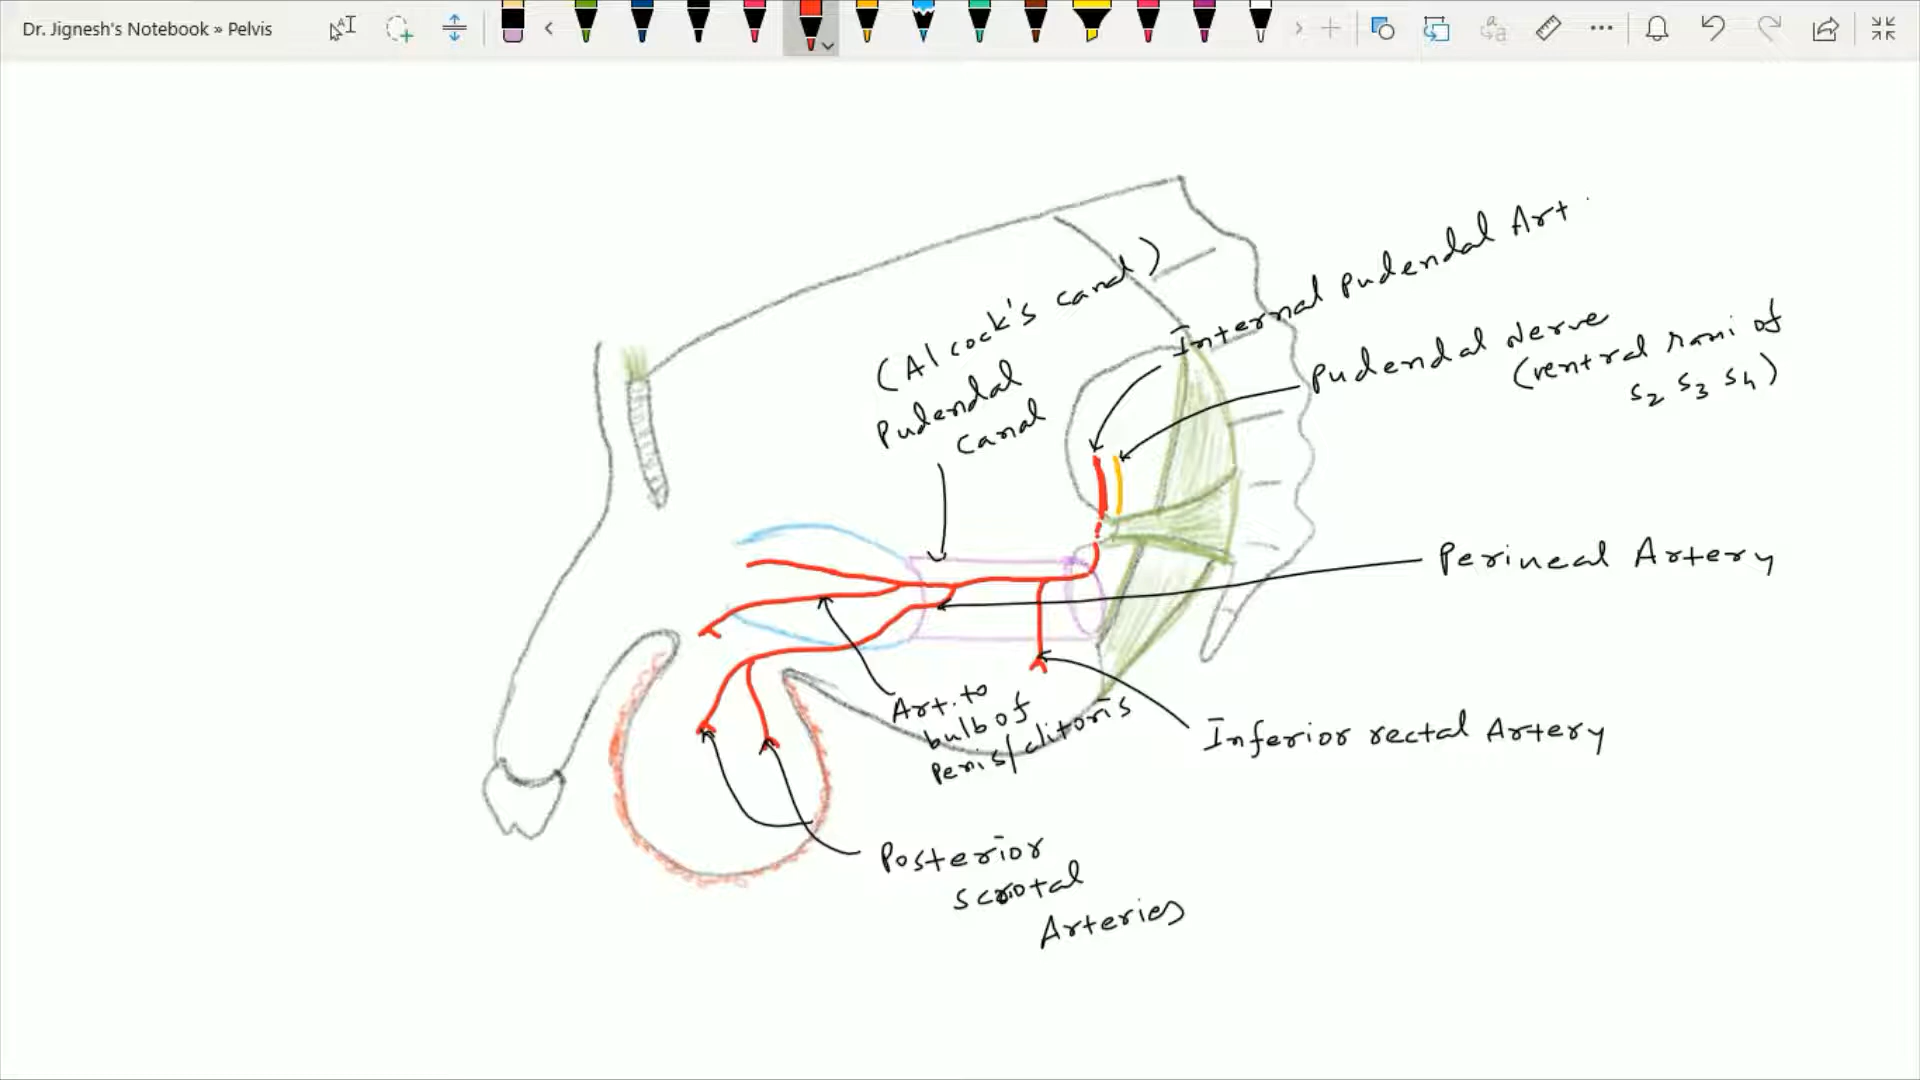 Dr. Jignesh's Notebook » Pelvis
Internal Pudendal Art.
(Alcock's canal)
Pudendal
canal
Pudendal Nerve
(ventral rami of
S2 S3 S4)
Perineal Artery
Art. to
bulb of
Penis/clitoris
Inferior rectal Artery
Posterior
scrotal
Arteries